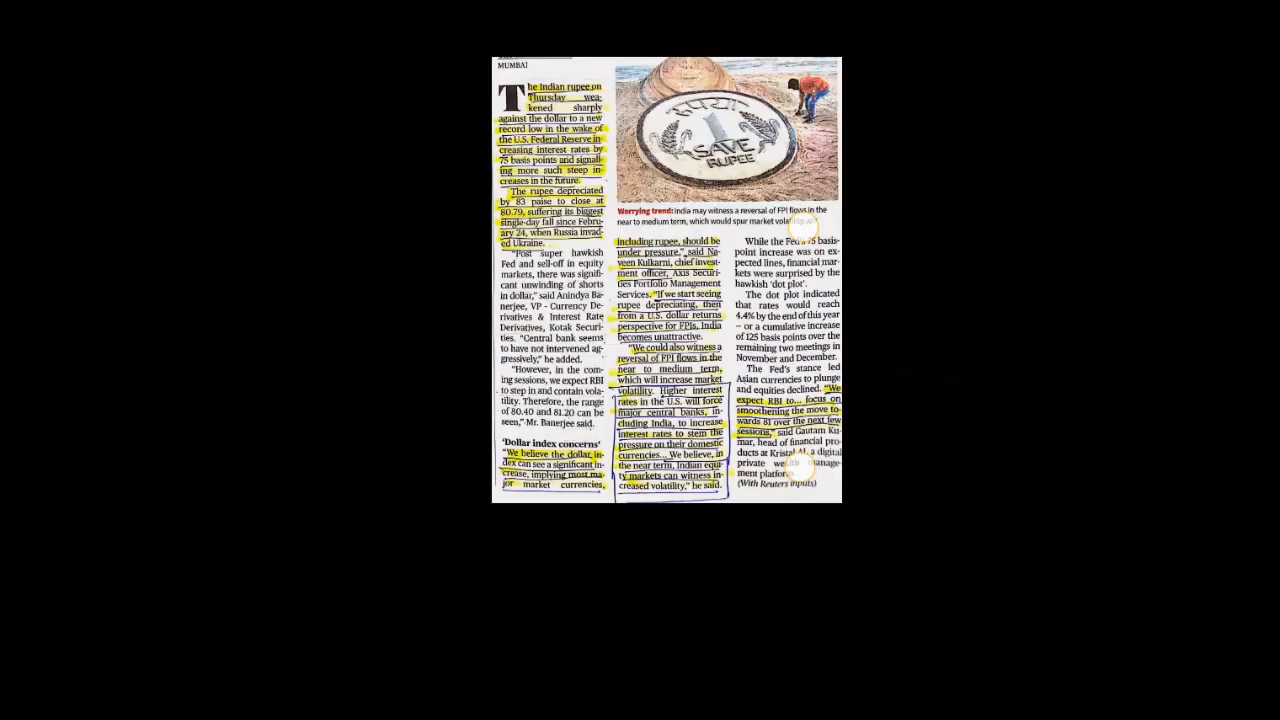 MUMBAI
The Indian rupee on
Thursday wea-
kened sharply
against the dollar to a new
record low in the wake of
the U.S. Federal Reserve in-
creasing interest rates by
75 basis points and signall-
ing more such steep in-
creases in the future.
The rupee depreciated
by 83 paise to close at
80.79, suffering its biggest
single-day fall since Febru-
ary 24, when Russia invad-
ed Ukraine.
"Post super hawkish
Fed and sell-off in equity
markets, there was signifi-
cant unwinding of shorts
in dollar," said Anindya Ba-
nerjee, VP - Currency De-
rivatives & Interest Rate
Derivatives, Kotak Securi-
ties. "Central bank seems
to have not intervened ag-
gressively," he added.
"However, in the com-
ing sessions, we expect RBI
to step in and contain vola-
tility. Therefore, the range
of 80.40 and 81.20 can be
seen," Mr. Banerjee said.
'Dollar index concerns'
"We believe the dollar in-
dex can see a significant in-
crease, implying most ma-
jor market currencies,
रुपया
1
SAVE
RUPEE
Worrying trend: India may witness a reversal of FPI flows in the
near to medium term, which would spur market volatility.
including rupee, should be
under pressure," said Na-
veen Kulkarni, chief invest-
ment officer, Axis Securi-
ties Portfolio Management
Services. "If we start seeing
rupee depreciating, then
from a U.S. dollar returns
perspective for FPIs, India
becomes unattractive.
"We could also witness a
reversal of FPI flows in the
near to medium term,
which will increase market
volatility. Higher interest
rates in the U.S. will force
major central banks, in-
cluding India, to increase
interest rates to stem the
pressure on their domestic
currencies... We believe, in
the near term, Indian equi-
ty markets can witness in-
creased volatility," he said.
While the Fed's 75 basis-
point increase was on ex-
pected lines, financial mar-
kets were surprised by the
hawkish 'dot plot'.
The dot plot indicated
that rates would reach
4.4% by the end of this year
– or a cumulative increase
of 125 basis points over the
remaining two meetings in
November and December.
The Fed's stance led
Asian currencies to plunge
and equities declined. "We
expect RBI to... focus on
smoothening the move to-
wards 81 over the next few
sessions," said Gautam Ku-
mar, head of financial pro-
ducts at Kristal.AI, a digital
private wealth manage-
ment platform.
(With Reuters inputs)